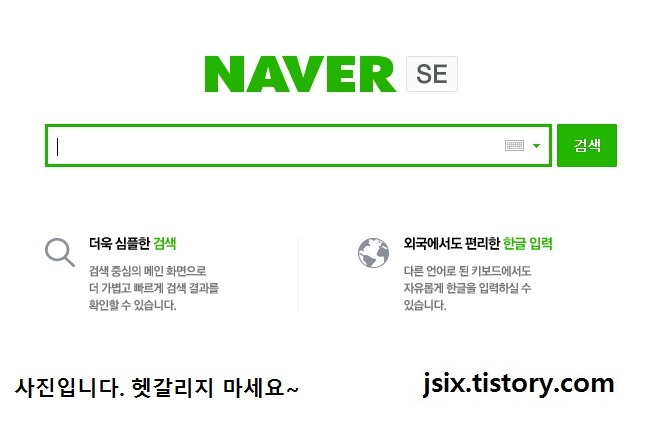 NAVER SE
검색
더욱 심플한 검색
검색 중심의 메인 화면으로
더 가볍고 빠르게 검색 결과를
확인할 수 있습니다.
외국에서도 편리한 한글 입력
다른 언어로 된 키보드에서도
자유롭게 한글을 입력하실 수
있습니다.
사진입니다. 헷갈리지 마세요~
jsix.tistory.com